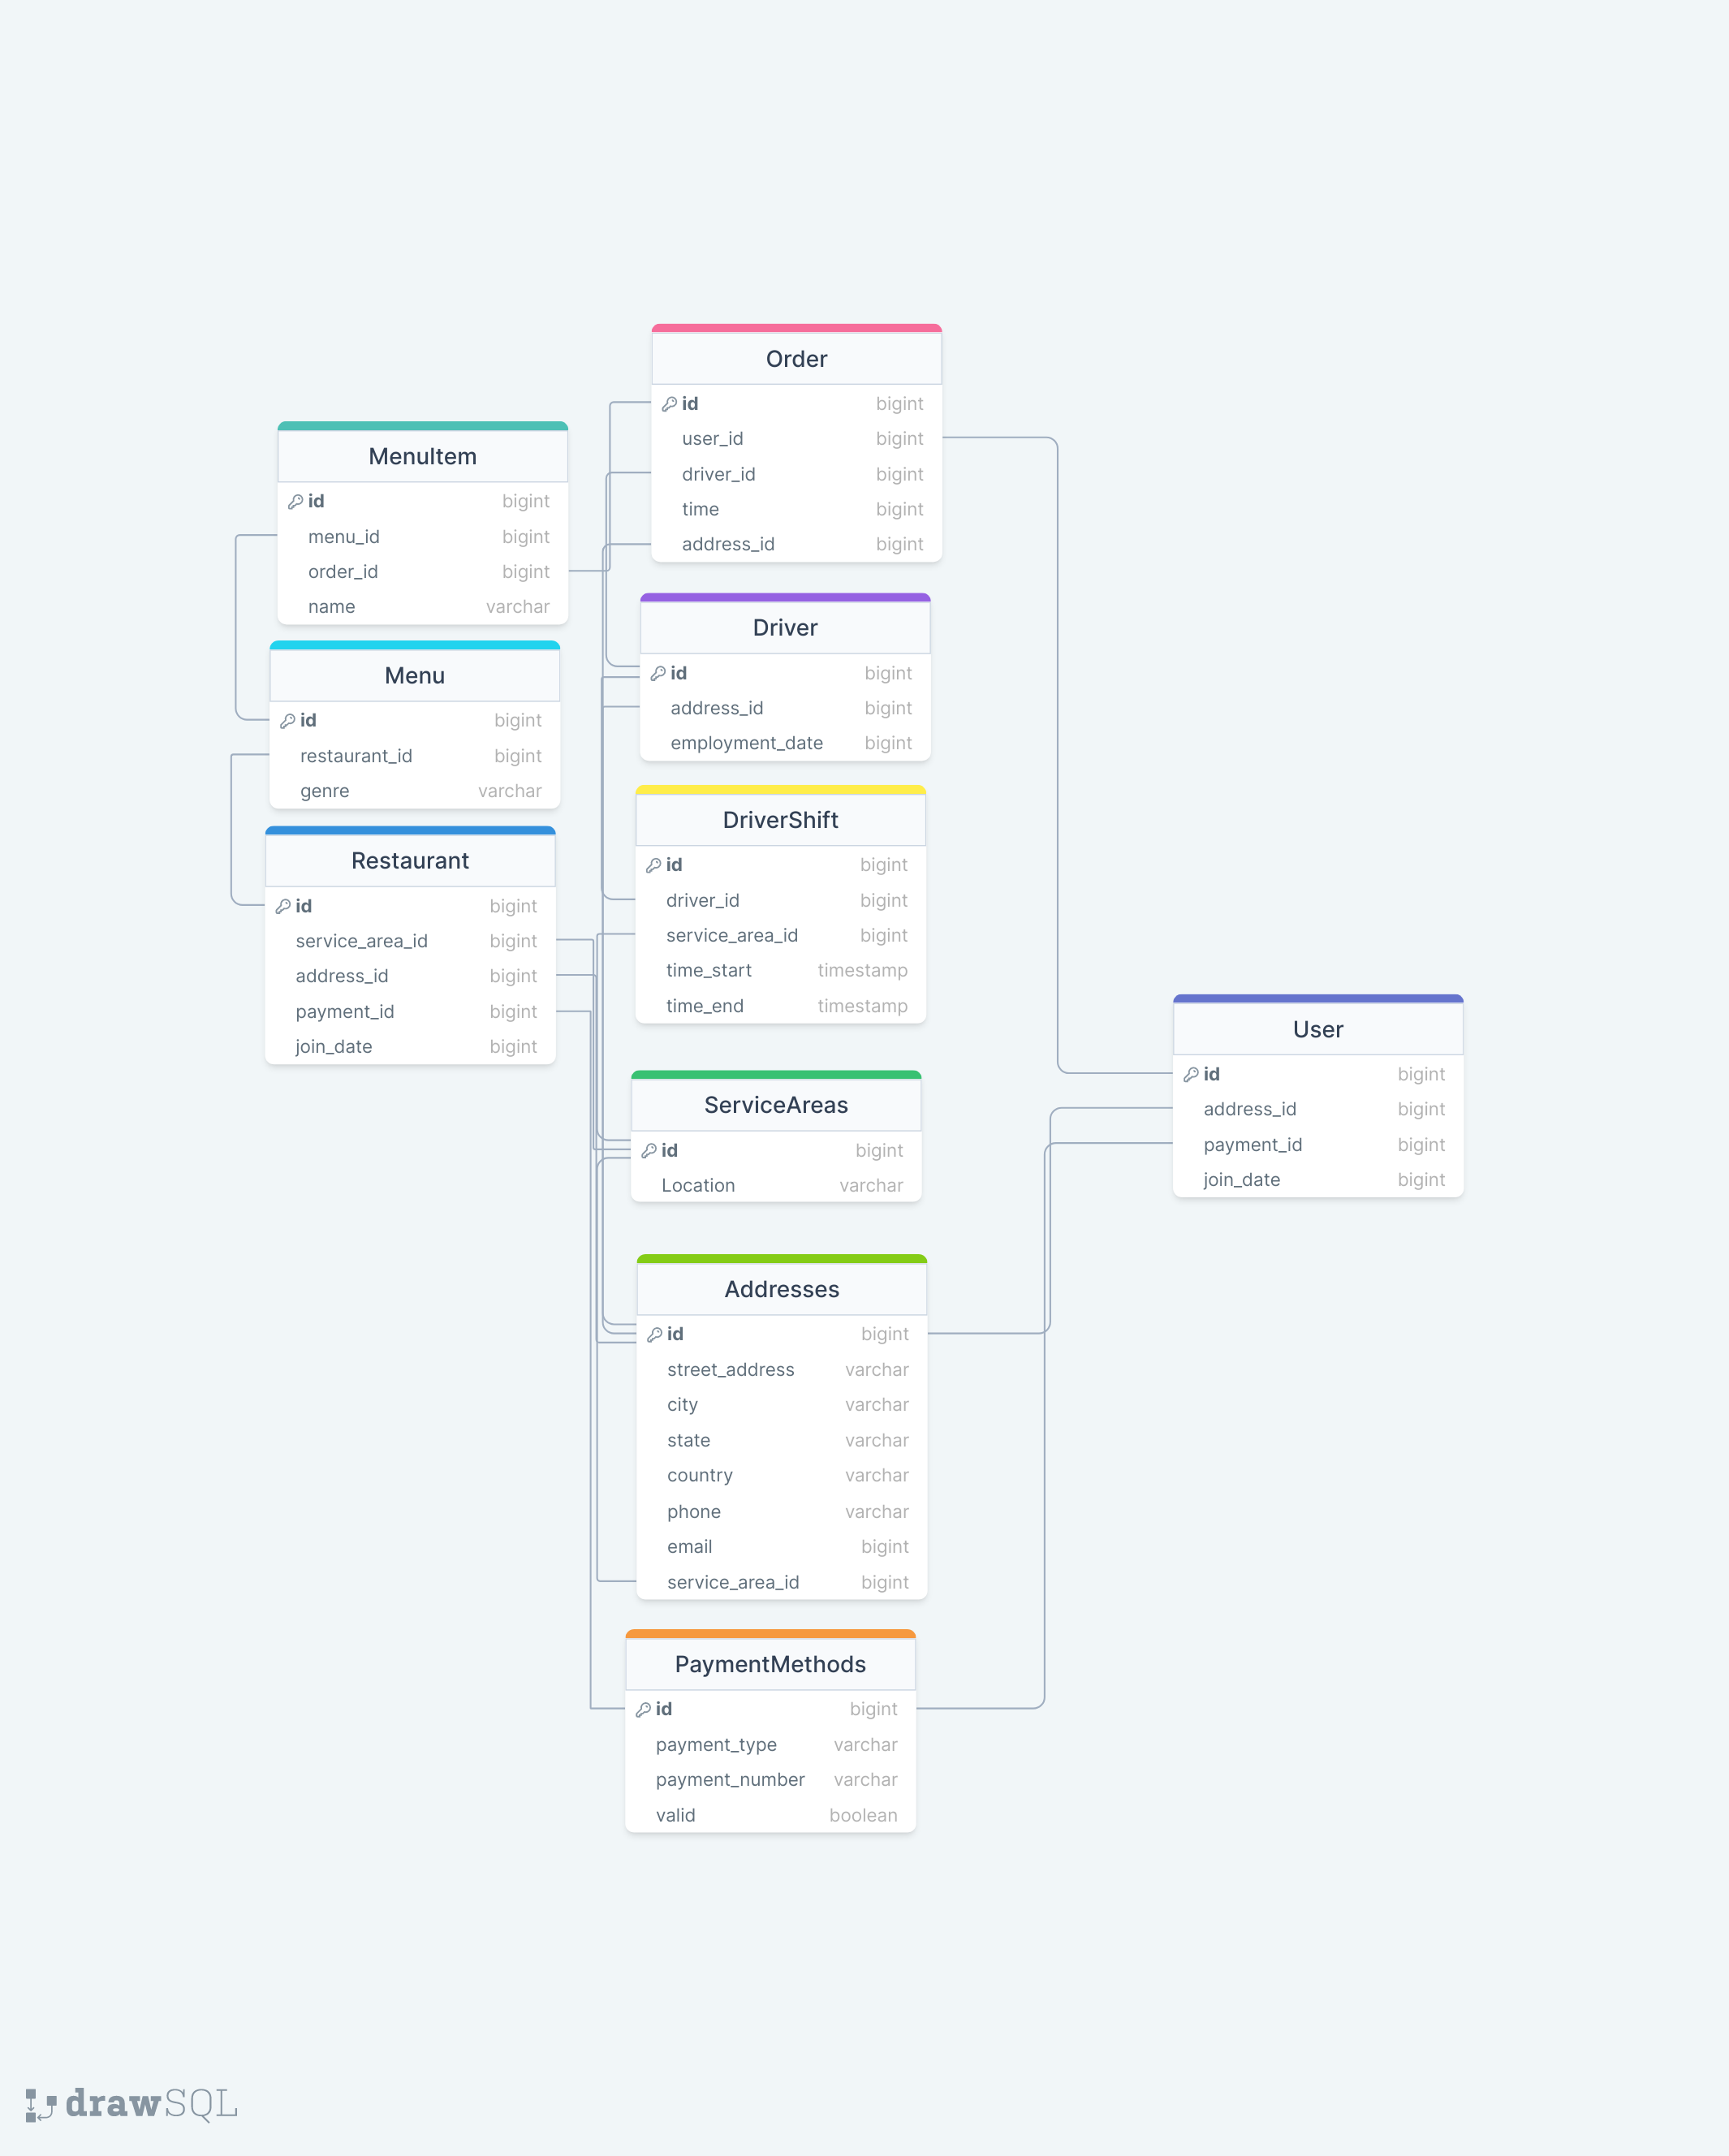 Order
id bigint
user_id bigint
driver_id bigint
time bigint
address_id bigint
MenuItem
id bigint
menu_id bigint
order_id bigint
name varchar
Menu
id bigint
restaurant_id bigint
genre varchar
Restaurant
id bigint
service_area_id bigint
address_id bigint
payment_id bigint
join_date bigint
Driver
id bigint
address_id bigint
employment_date bigint
DriverShift
id bigint
driver_id bigint
service_area_id bigint
time_start timestamp
time_end timestamp
ServiceAreas
id bigint
Location varchar
Addresses
id bigint
street_address varchar
city varchar
state varchar
country varchar
phone varchar
email bigint
service_area_id bigint
PaymentMethods
id bigint
payment_type varchar
payment_number varchar
valid boolean
User
id bigint
address_id bigint
payment_id bigint
join_date bigint
drawSQL